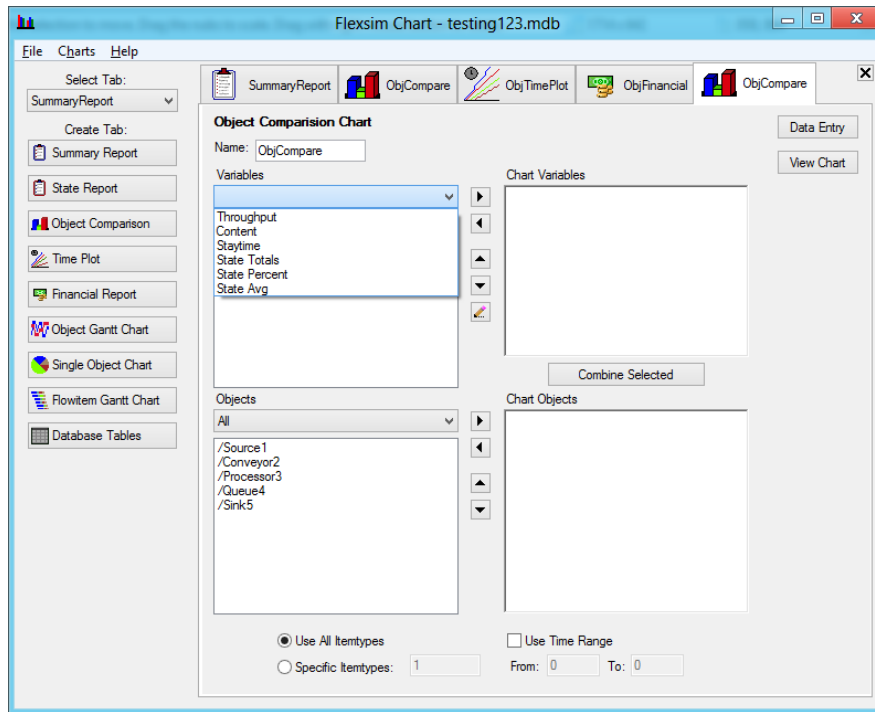 Flexsim Chart - testing123.mdb
File Charts Help
Select Tab:
SummaryReport
Create Tab:
Summary Report
State Report
Object Comparison
Time Plot
Financial Report
Object Gantt Chart
Single Object Chart
Flowitem Gantt Chart
Database Tables
SummaryReport ObjCompare ObjTimePlot ObjFinancial ObjCompare
Object Comparision Chart
Data Entry
Name: ObjCompare
View Chart
Variables
Throughput
Content
Staytime
State Totals
State Percent
State Avg
Chart Variables
Combine Selected
Objects
All
/Source1
/Conveyor2
/Processor3
/Queue4
/Sink5
Chart Objects
Use All Itemtypes
Specific Itemtypes: 1
Use Time Range
From: 0 To: 0